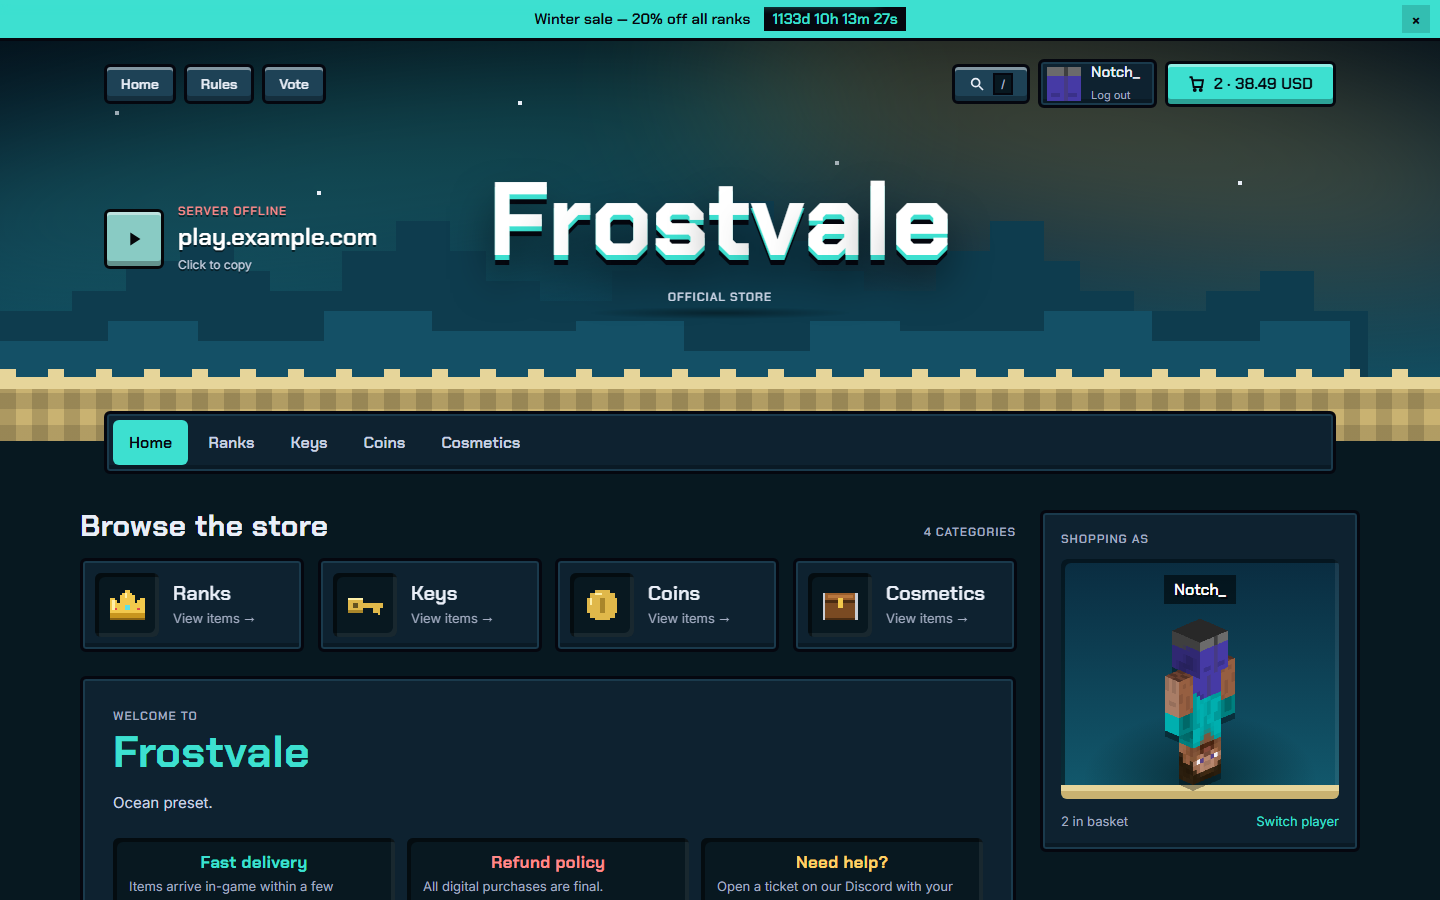 Winter sale — 20% off all ranks 1133d 10h 13m 27s ×
Home Rules Vote / Notch_ Log out 2 · 38.49 USD
SERVER OFFLINE
play.example.com
Click to copy
Frostvale
OFFICIAL STORE
Home Ranks Keys Coins Cosmetics
Browse the store 4 CATEGORIES
Ranks
View items →
Keys
View items →
Coins
View items →
Cosmetics
View items →
WELCOME TO
Frostvale
Ocean preset.
Fast delivery
Items arrive in-game within a few
Refund policy
All digital purchases are final.
Need help?
Open a ticket on our Discord with your
SHOPPING AS
Notch_
2 in basket Switch player